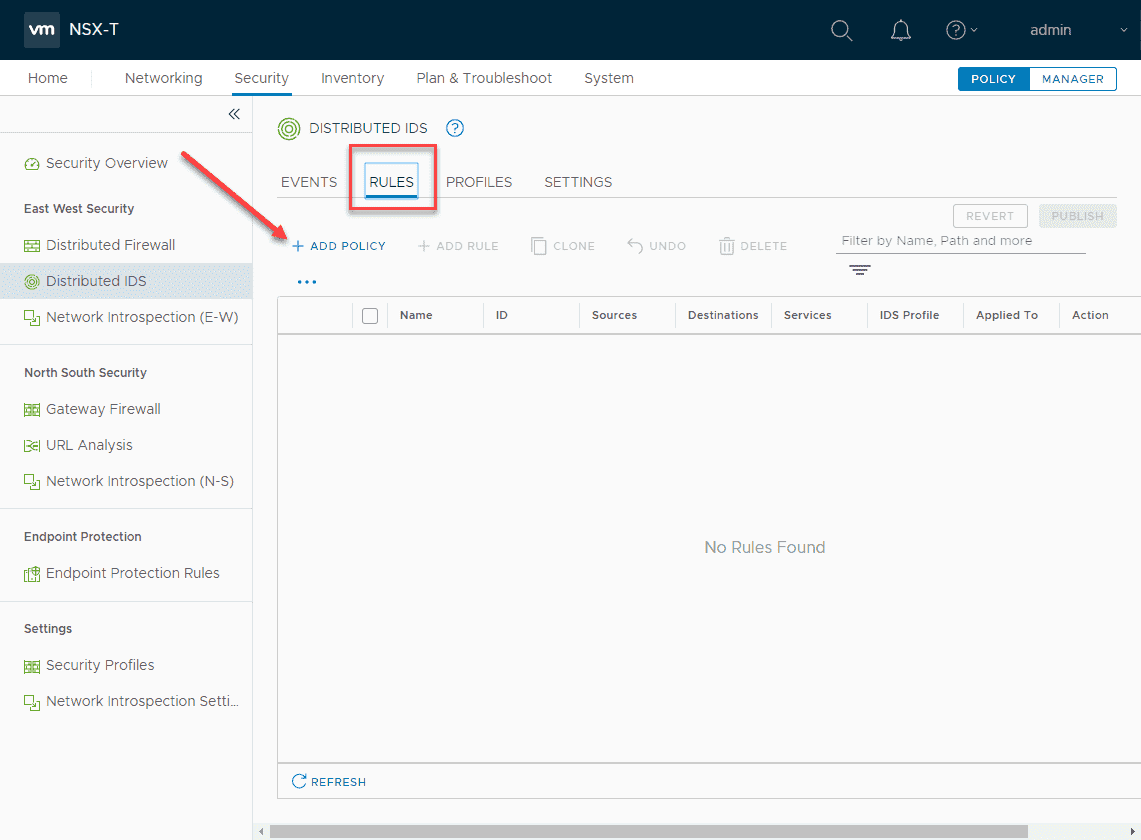 vm NSX-T admin
Home Networking Security Inventory Plan & Troubleshoot System POLICY MANAGER
Security Overview
East West Security
Distributed Firewall
Distributed IDS
Network Introspection (E-W)
North South Security
Gateway Firewall
URL Analysis
Network Introspection (N-S)
Endpoint Protection
Endpoint Protection Rules
Settings
Security Profiles
Network Introspection Setti...
DISTRIBUTED IDS ?
EVENTS RULES PROFILES SETTINGS
REVERT PUBLISH
+ ADD POLICY + ADD RULE CLONE UNDO DELETE Filter by Name, Path and more
...
Name ID Sources Destinations Services IDS Profile Applied To Action
No Rules Found
REFRESH